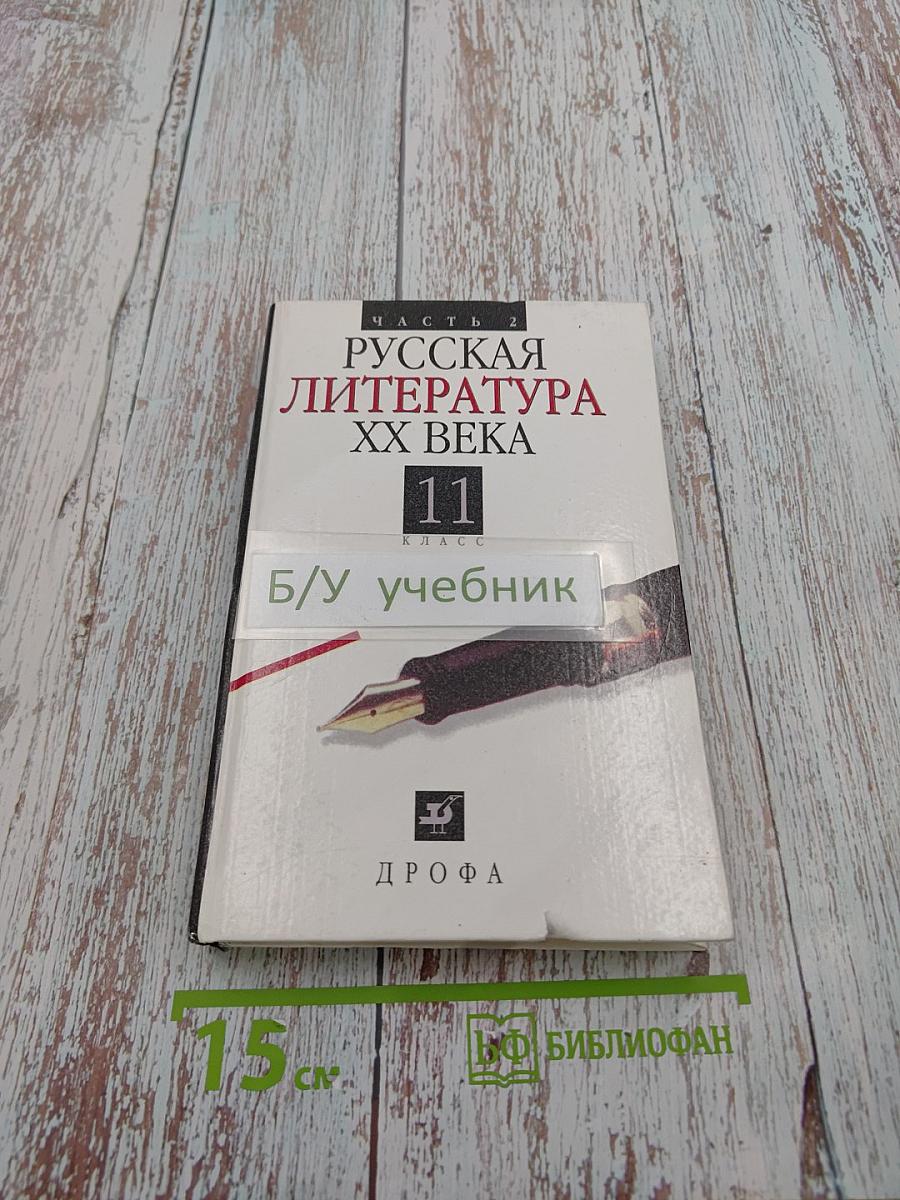 ЧАСТЬ 2
РУССКАЯ
ЛИТЕРАТУРА
XX ВЕКА
11
КЛАСС
Б/У учебник
ДРОФА
15 см
БФ БИБЛИОФАН